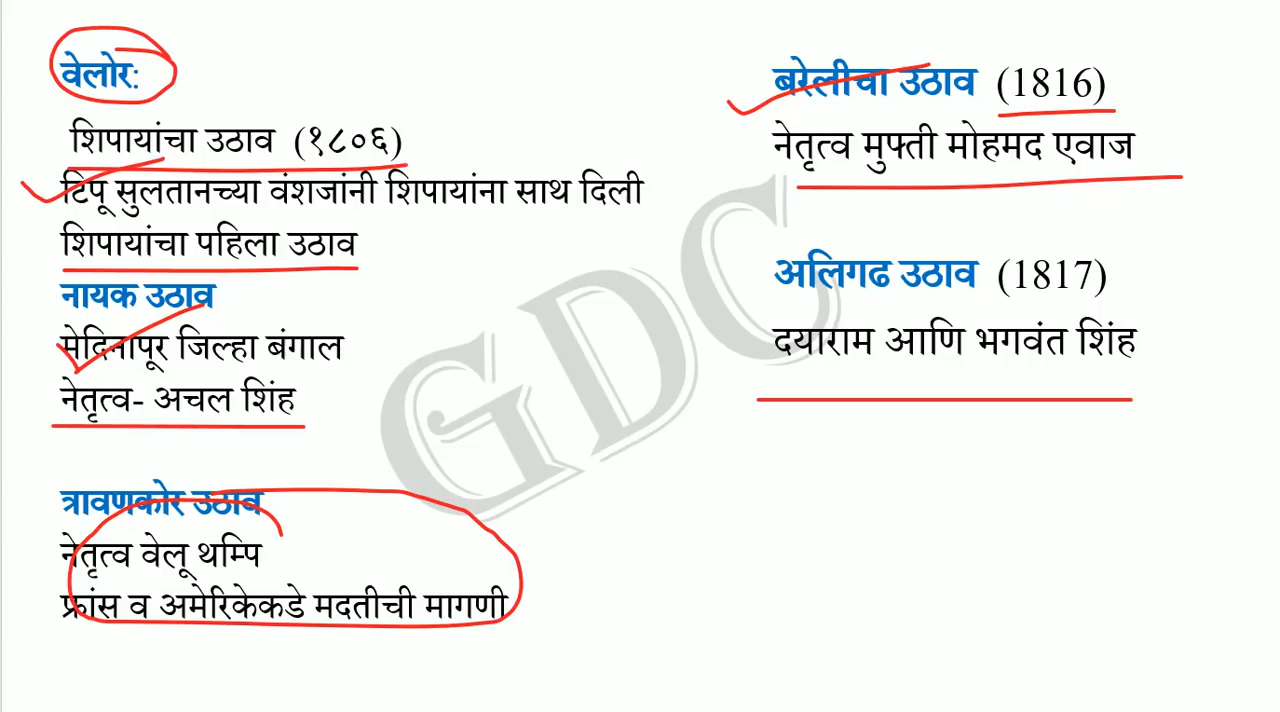 वेलोर:
शिपायांचा उठाव (१८०६)
टिपू सुलतानच्या वंशजांनी शिपायांना साथ दिली
शिपायांचा पहिला उठाव
नायक उठाव
मेदिनापूर जिल्हा बंगाल
नेतृत्व- अचल शिंह
त्रावणकोर उठाव
नेतृत्व वेलू थम्पि
फ्रांस व अमेरिकेकडे मदतीची मागणी
बरेलीचा उठाव (1816)
नेतृत्व मुफ्ती मोहमद एवाज
अलिगढ उठाव (1817)
दयाराम आणि भगवंत शिंह
GDC